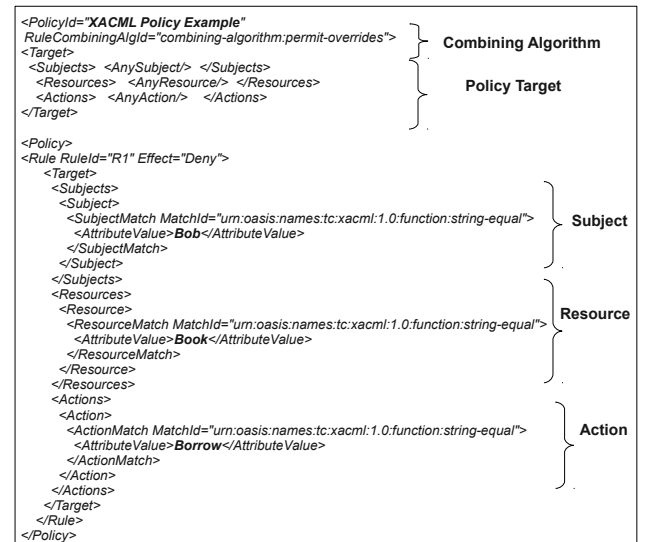 <PolicyId="XACML Policy Example"
RuleCombiningAlgId="combining-algorithm:permit-overrides">
Combining Algorithm
<Target>
<Subjects> <AnySubject/> </Subjects>
<Resources> <AnyResource/> </Resources>
<Actions> <AnyAction/> </Actions>
</Target>
Policy Target
<Policy>
<Rule RuleId="R1" Effect="Deny">
<Target>
<Subjects>
<Subject>
<SubjectMatch MatchId="urn:oasis:names:tc:xacml:1.0:function:string-equal">
<AttributeValue>Bob</AttributeValue>
</SubjectMatch>
</Subject>
</Subjects>
Subject
<Resources>
<Resource>
<ResourceMatch MatchId="urn:oasis:names:tc:xacml:1.0:function:string-equal">
<AttributeValue>Book</AttributeValue>
</ResourceMatch>
</Resource>
</Resources>
Resource
<Actions>
<Action>
<ActionMatch MatchId="urn:oasis:names:tc:xacml:1.0:function:string-equal">
<AttributeValue>Borrow</AttributeValue>
</ActionMatch>
</Action>
</Actions>
Action
</Target>
</Rule>
</Policy>